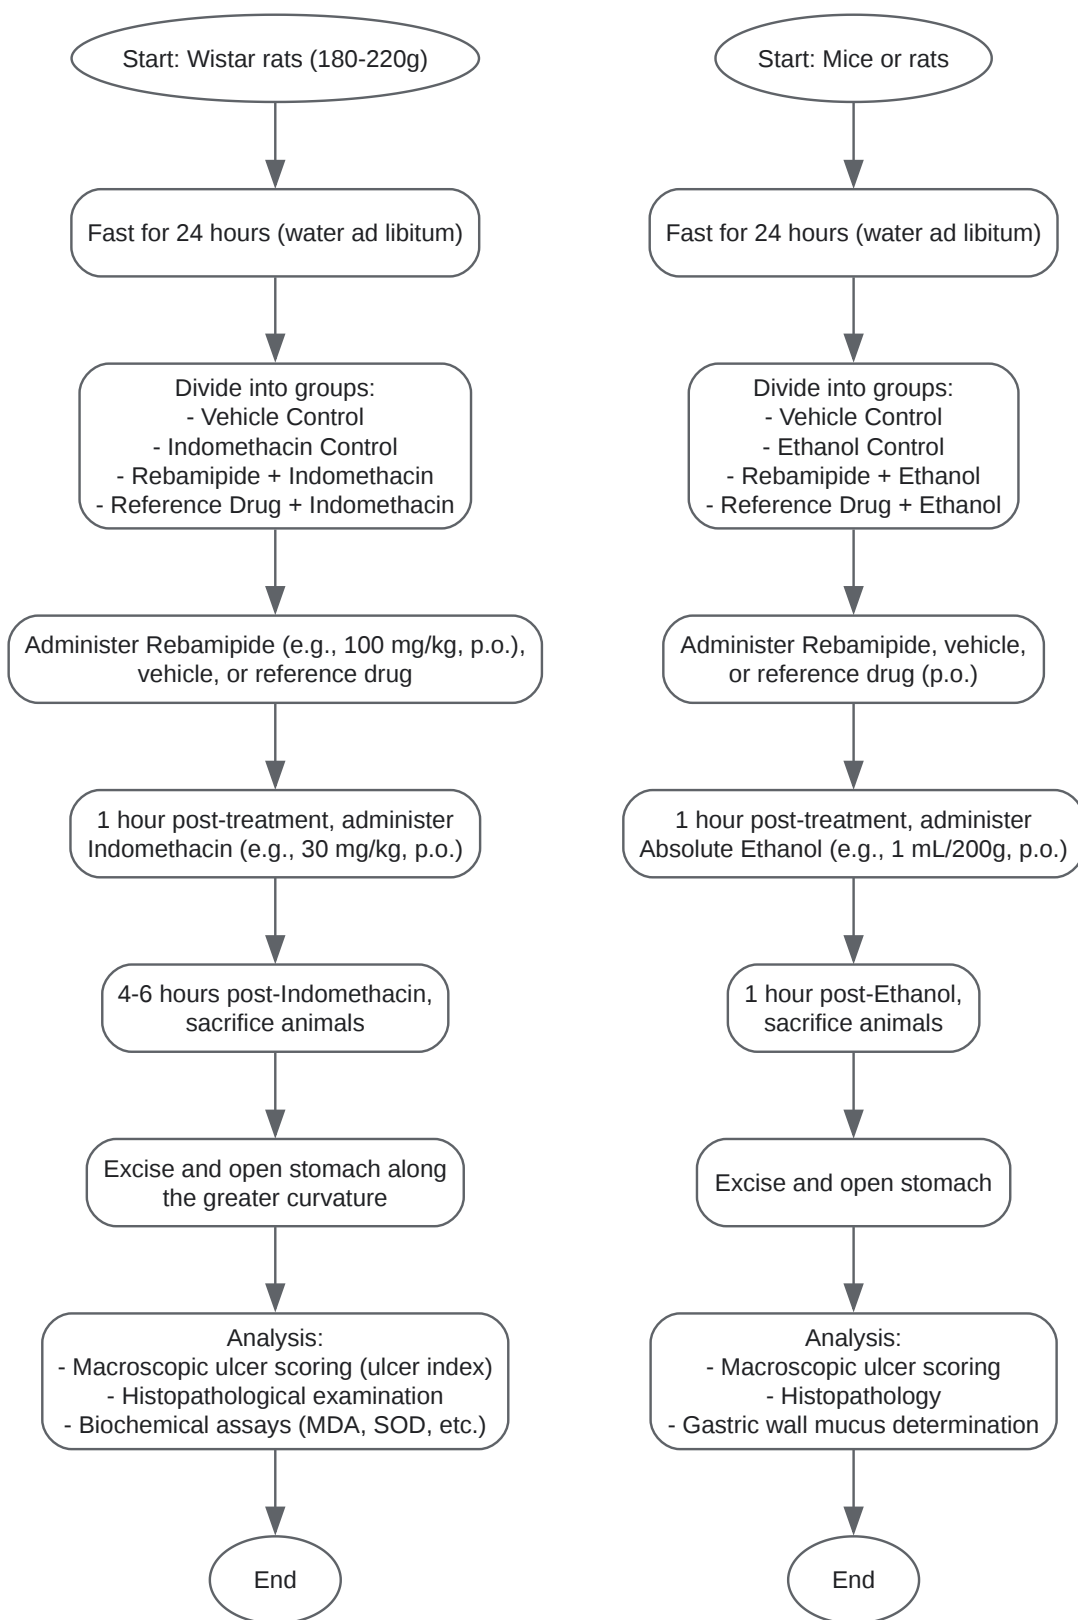 Start: Wistar rats (180-220g)
Fast for 24 hours (water ad libitum)
Divide into groups:
- Vehicle Control
- Indomethacin Control
- Rebamipide + Indomethacin
- Reference Drug + Indomethacin
Administer Rebamipide (e.g., 100 mg/kg, p.o.),
vehicle, or reference drug
1 hour post-treatment, administer
Indomethacin (e.g., 30 mg/kg, p.o.)
4-6 hours post-Indomethacin,
sacrifice animals
Excise and open stomach along
the greater curvature
Analysis:
- Macroscopic ulcer scoring (ulcer index)
- Histopathological examination
- Biochemical assays (MDA, SOD, etc.)
End
Start: Mice or rats
Fast for 24 hours (water ad libitum)
Divide into groups:
- Vehicle Control
- Ethanol Control
- Rebamipide + Ethanol
- Reference Drug + Ethanol
Administer Rebamipide, vehicle,
or reference drug (p.o.)
1 hour post-treatment, administer
Absolute Ethanol (e.g., 1 mL/200g, p.o.)
1 hour post-Ethanol,
sacrifice animals
Excise and open stomach
Analysis:
- Macroscopic ulcer scoring
- Histopathology
- Gastric wall mucus determination
End